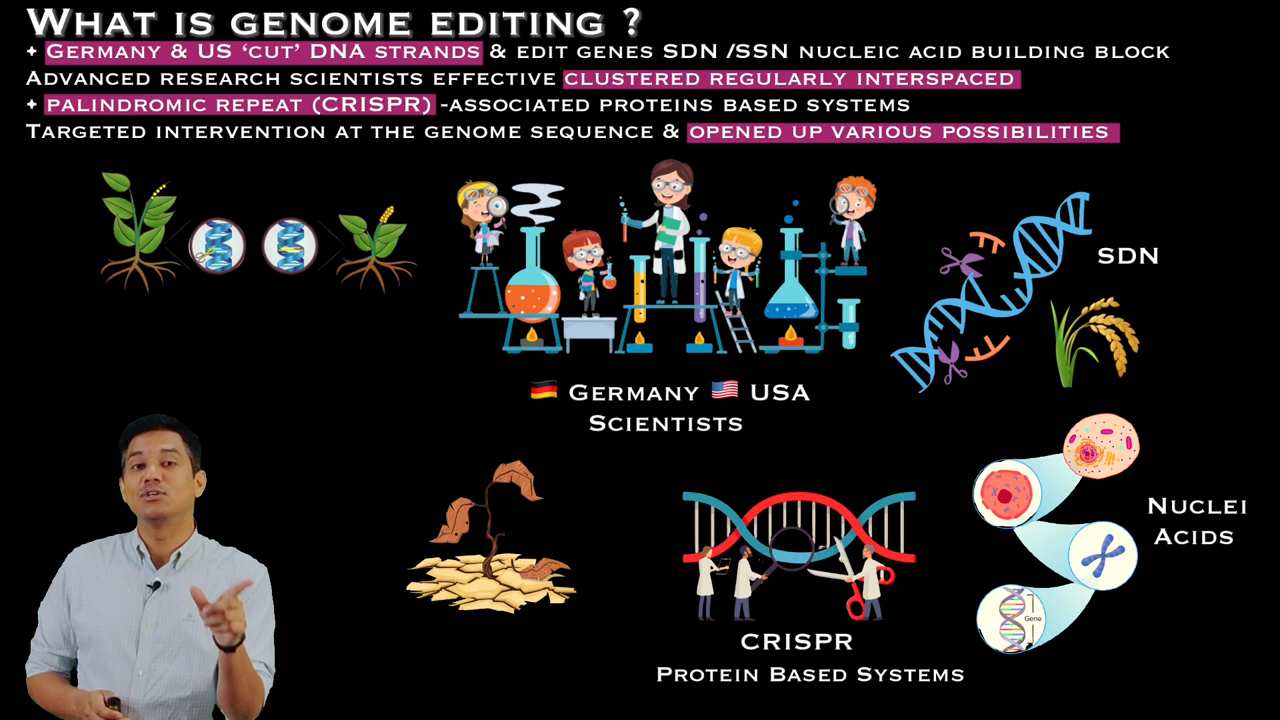 What is genome editing ?
+ Germany & US ‘cut’ DNA strands & edit genes SDN /SSN nucleic acid building block
Advanced research scientists effective clustered regularly interspaced
+ palindromic repeat (CRISPR) -associated proteins based systems
Targeted intervention at the genome sequence & opened up various possibilities
SDN
Germany USA
Scientists
Nuclei
Acids
Gene
CRISPR
Protein Based Systems